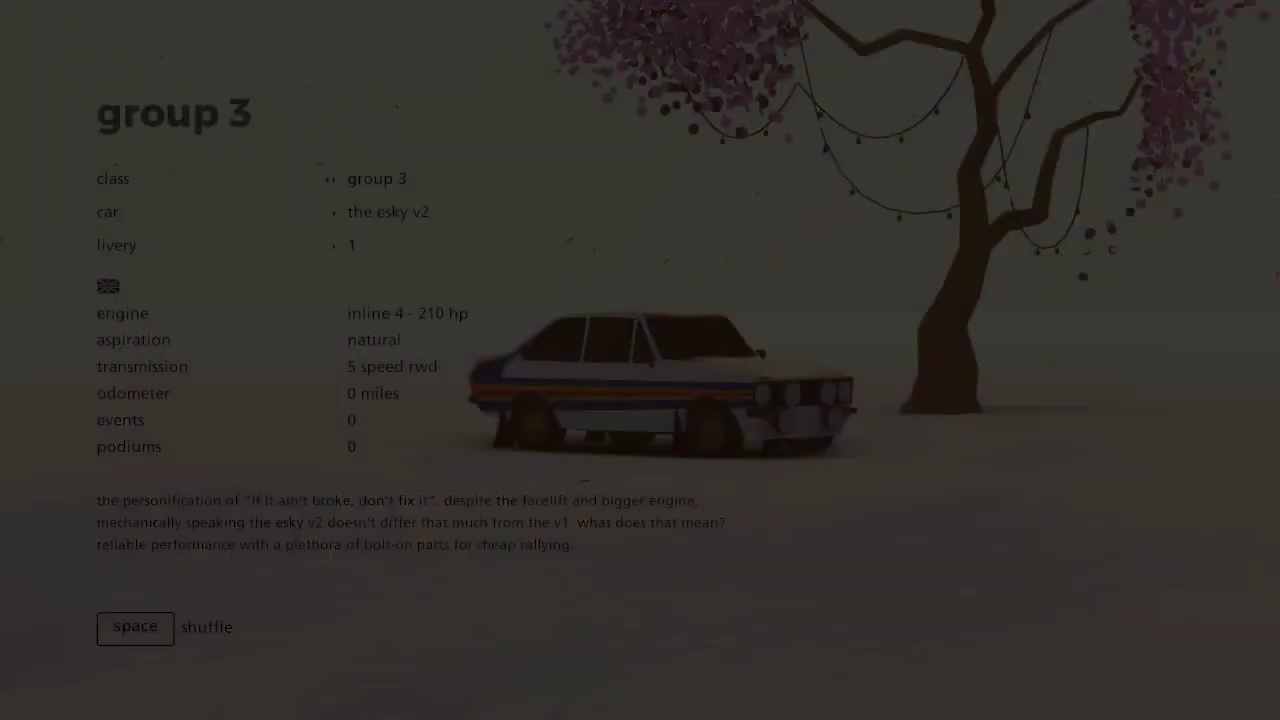 group 3
class group 3
car the esky v2
livery 1
engine inline 4 - 210 hp
aspiration natural
transmission 5 speed rwd
odometer 0 miles
events 0
podiums 0
the personification of "if it ain't broke, don't fix it". despite the facelift and bigger engine,
mechanically speaking the esky v2 doesn't differ that much from the v1. what does that mean?
reliable performance with a plethora of bolt-on parts for cheap rallying.
space shuffle